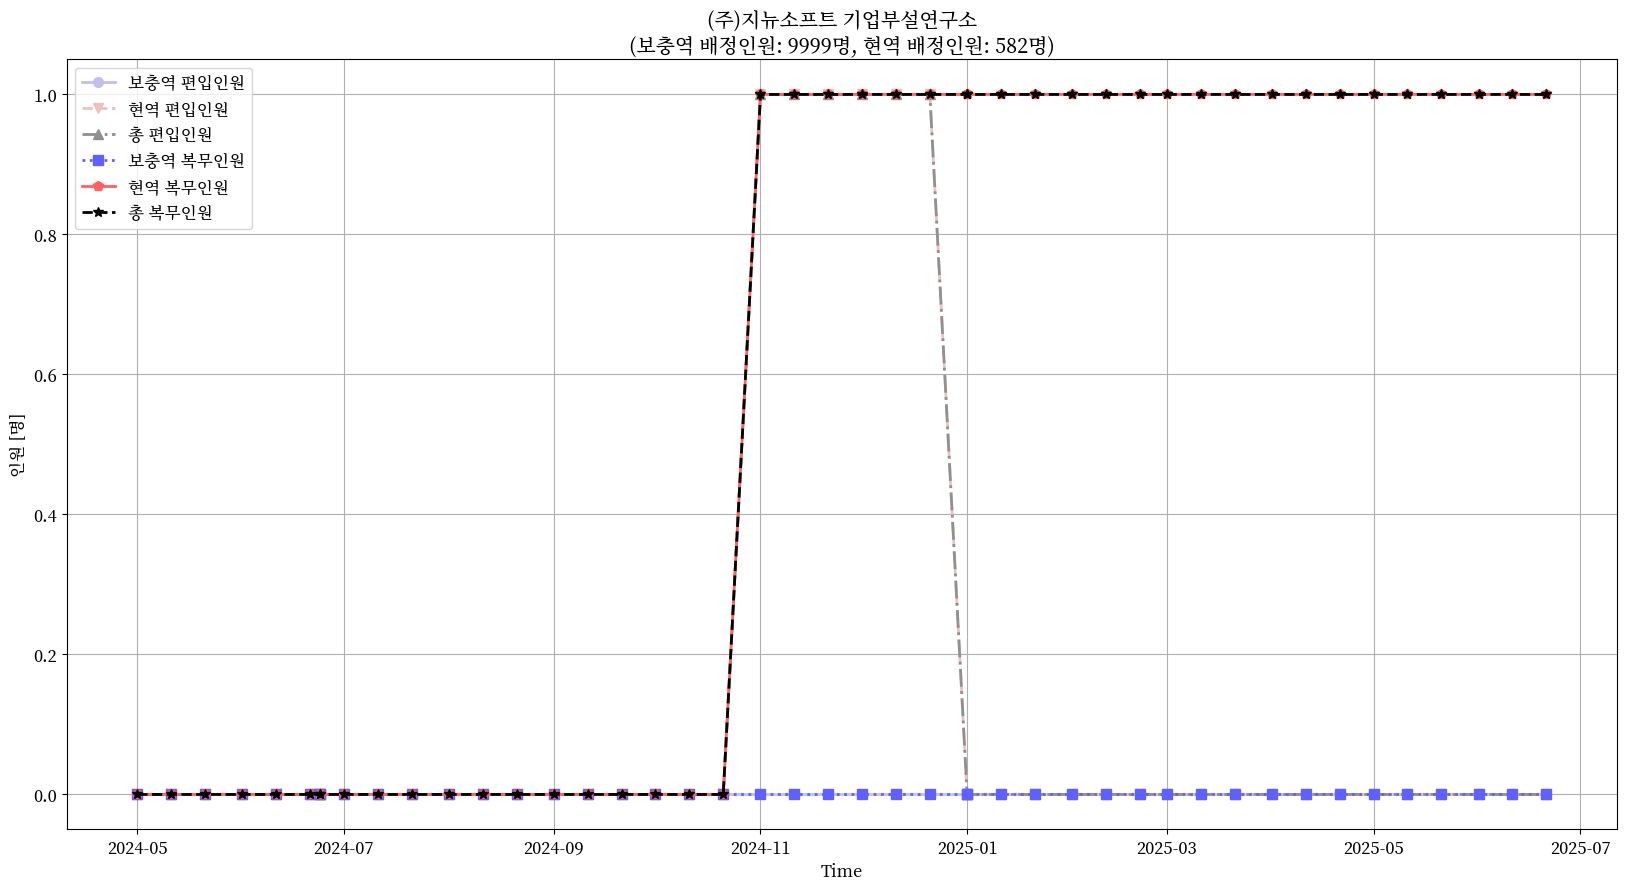 (주)지뉴소프트 기업부설연구소
(보충역 배정인원: 9999명, 현역 배정인원: 582명)
보충역 편입인원
현역 편입인원
총 편입인원
보충역 복무인원
현역 복무인원
총 복무인원
1.0
0.8
0.6
0.4
0.2
0.0
인원 [명]
2024-05
2024-07
2024-09
2024-11
2025-01
2025-03
2025-05
2025-07
Time